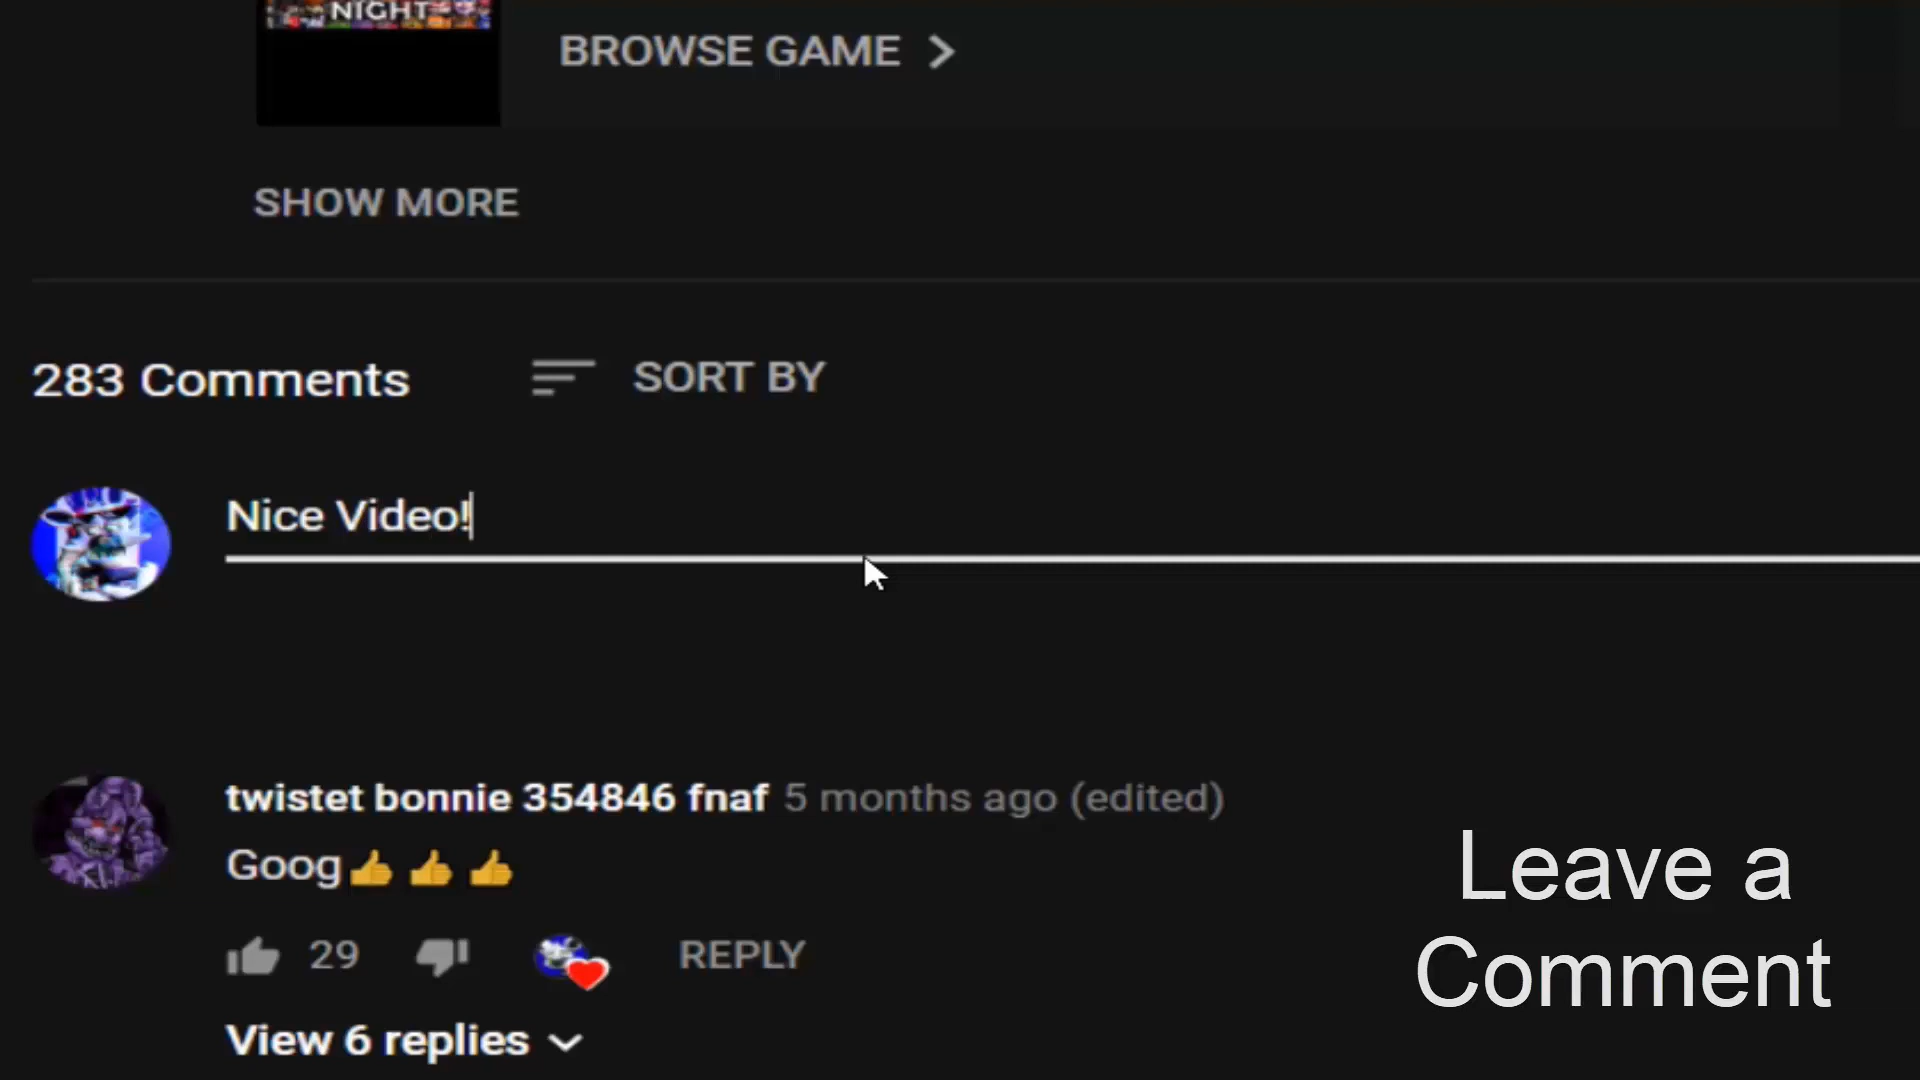 NIGHT
BROWSE GAME
SHOW MORE
283 Comments
SORT BY
Nice Video!
twistet bonnie 354846 fnaf 5 months ago (edited)
Goog👍👍👍
29
REPLY
View 6 replies
Leave a
Comment